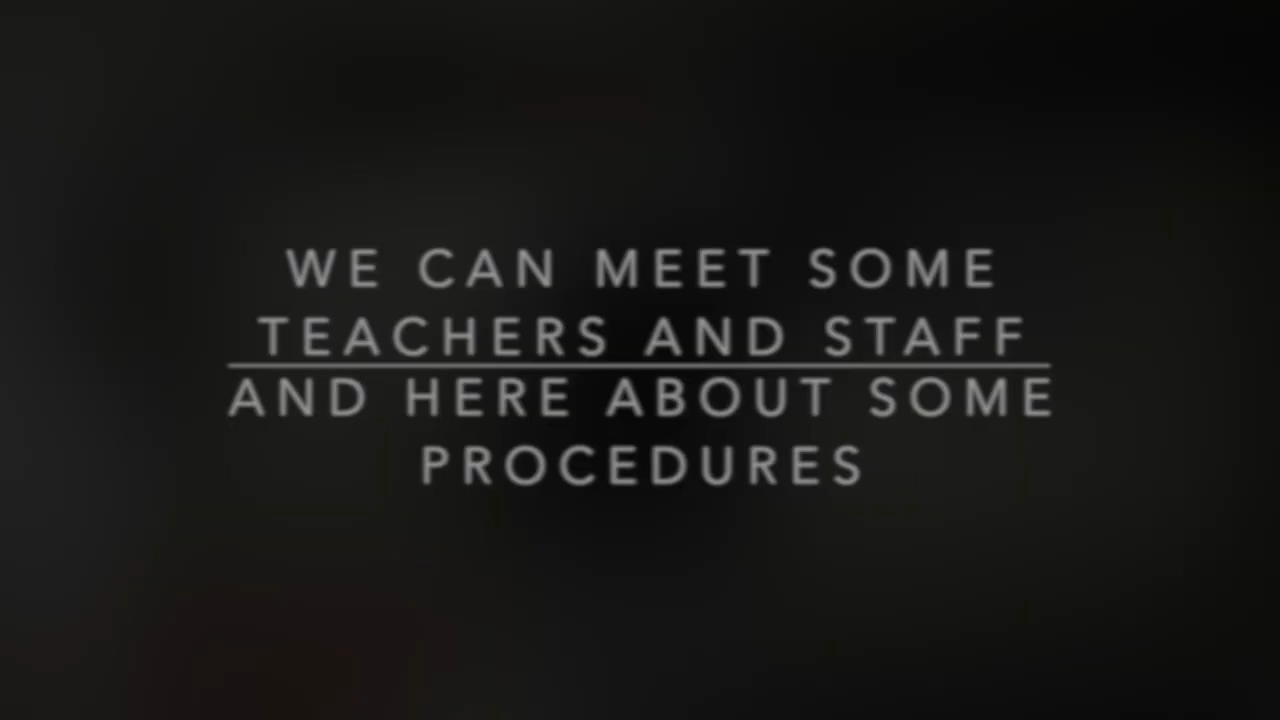 WE CAN MEET SOME
TEACHERS AND STAFF
AND HERE ABOUT SOME
PROCEDURES